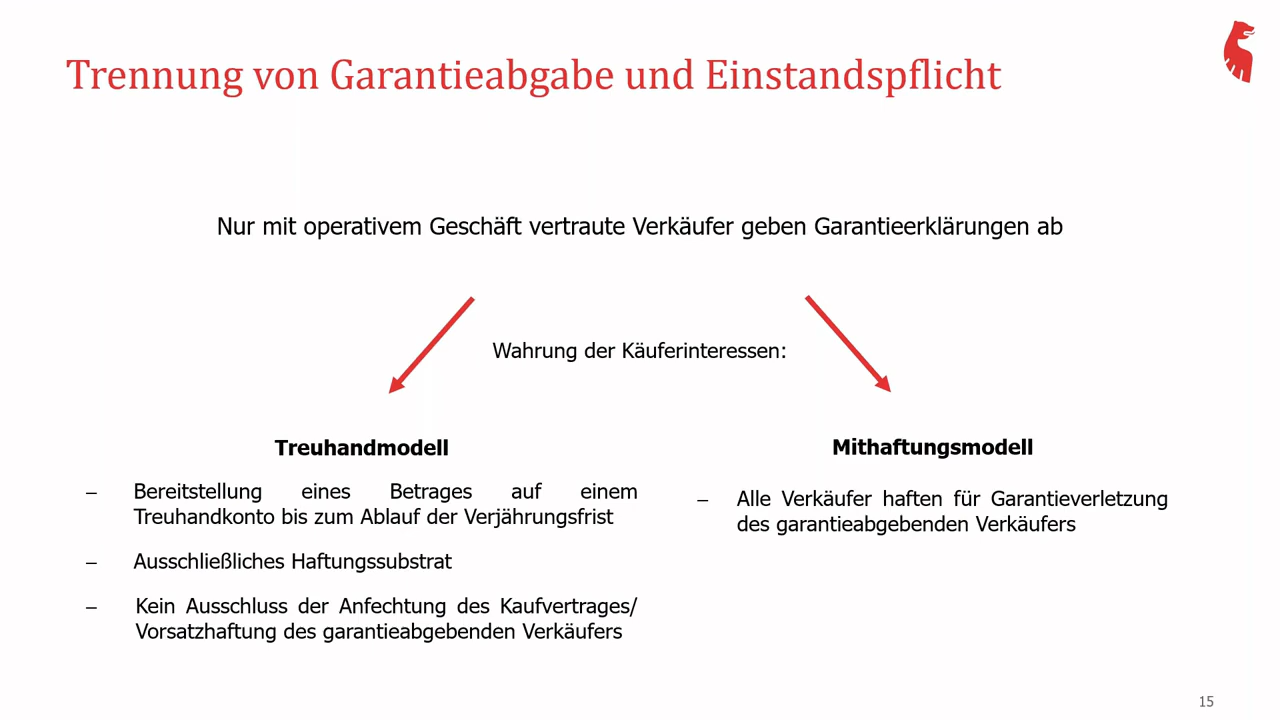 Trennung von Garantieabgabe und Einstandspflicht
Nur mit operativem Geschäft vertraute Verkäufer geben Garantieerklärungen ab
Wahrung der Käuferinteressen:
Treuhandmodell
– Bereitstellung eines Betrages auf einem
Treuhandkonto bis zum Ablauf der Verjährungsfrist
– Ausschließliches Haftungssubstrat
– Kein Ausschluss der Anfechtung des Kaufvertrages/
Vorsatzhaftung des garantieabgebenden Verkäufers
Mithaftungsmodell
– Alle Verkäufer haften für Garantieverletzung
des garantieabgebenden Verkäufers
15